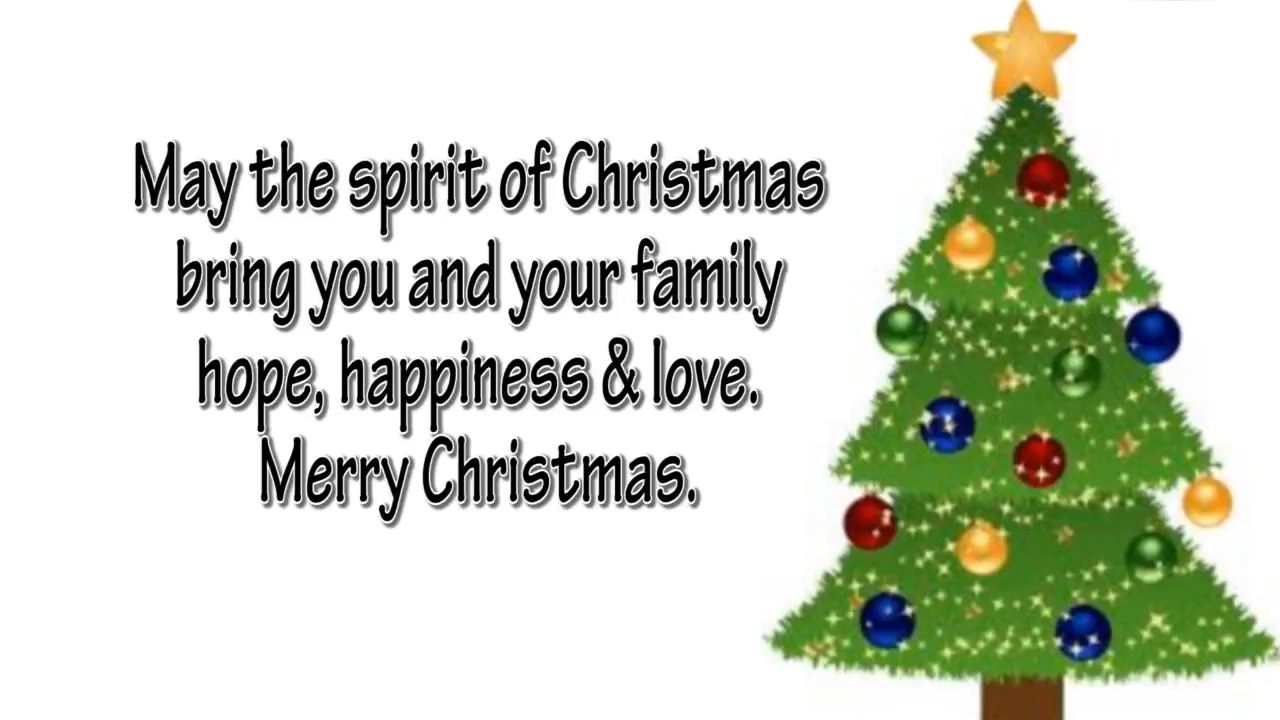 May the spirit of Christmas
bring you and your family
hope, happiness & love.
Merry Christmas.